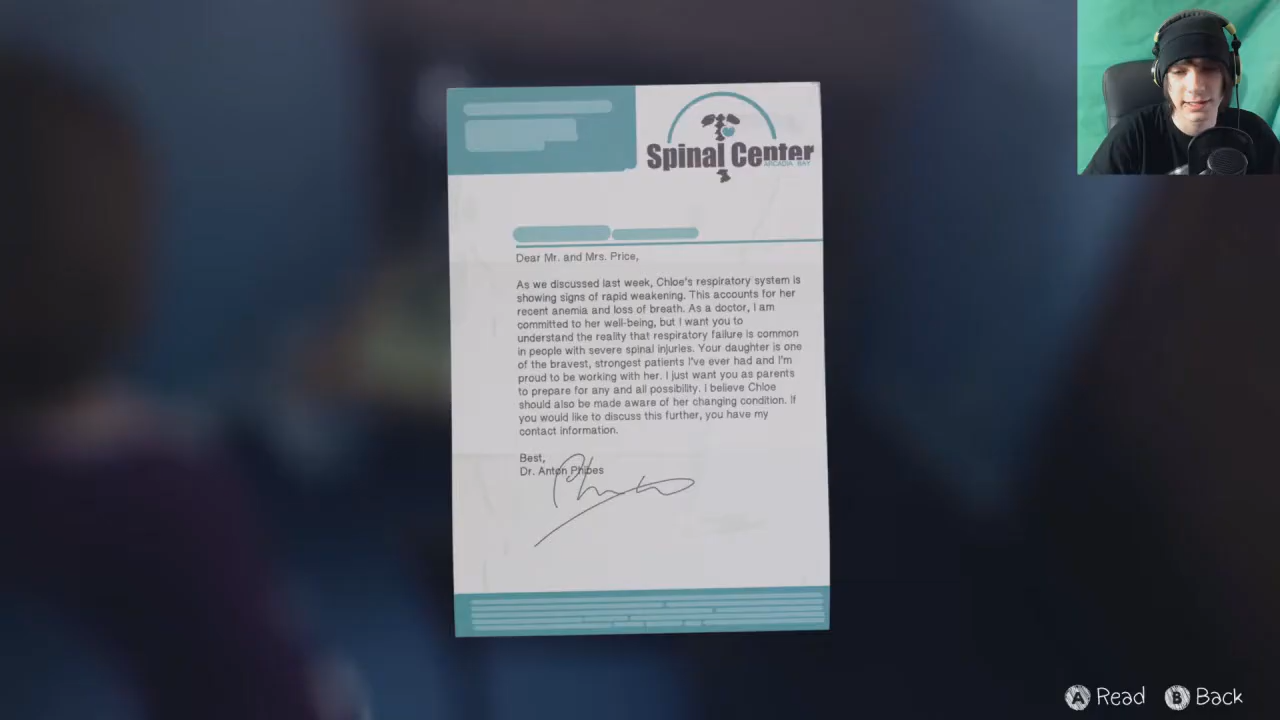 Spinal Center
ARCADIA BAY
Dear Mr. and Mrs. Price,
As we discussed last week, Chloe's respiratory system is
showing signs of rapid weakening. This accounts for her
recent anemia and loss of breath. As a doctor, I am
committed to her well-being, but I want you to
understand the reality that respiratory failure is common
in people with severe spinal injuries. Your daughter is one
of the bravest, strongest patients I've ever had and I'm
proud to be working with her. I just want you as parents
to prepare for any and all possibility. I believe Chloe
should also be made aware of her changing condition. If
you would like to discuss this further, you have my
contact information.
Best,
Dr. Anton Phibes
A Read B Back